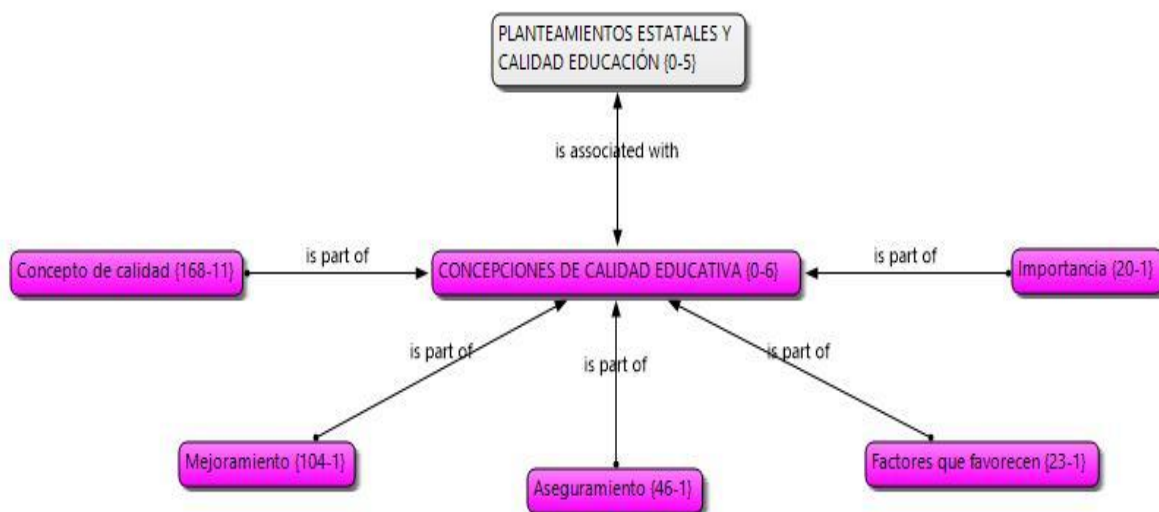 PLANTEAMIENTOS ESTATALES Y
CALIDAD EDUCACIÓN {0-5}
is associated with
Concepto de calidad {168-11}
is part of
CONCEPCIONES DE CALIDAD EDUCATIVA {0-6}
is part of
Importancia {20-1}
is part of
is part of
is part of
Mejoramiento {104-1}
Aseguramiento {46-1}
Factores que favorecen {23-1}